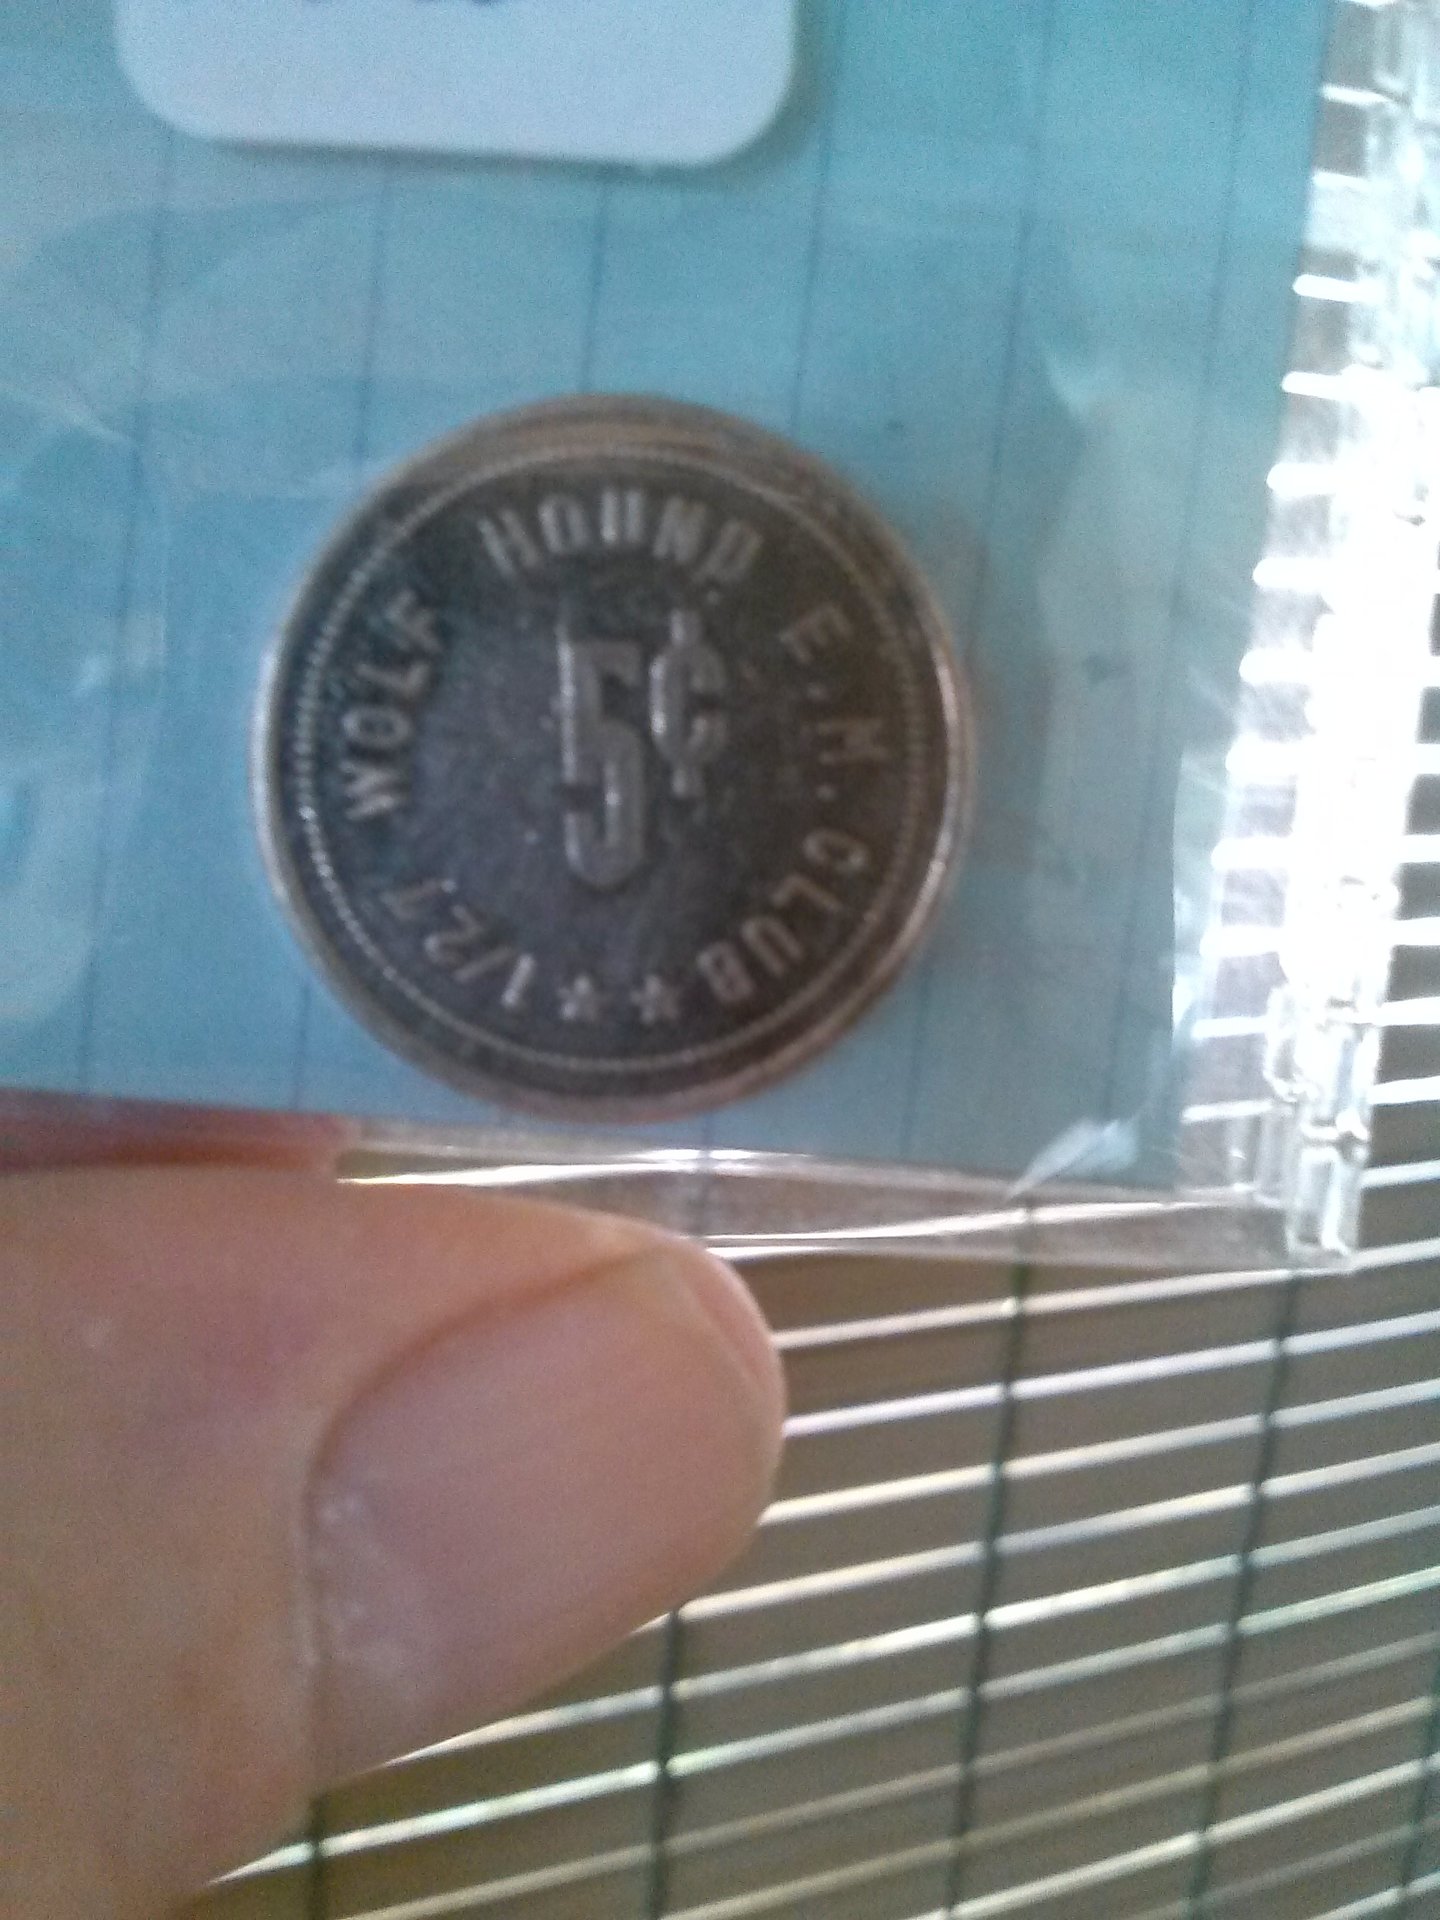 1/27 WOLF HOUND E.M. CLUB
5¢